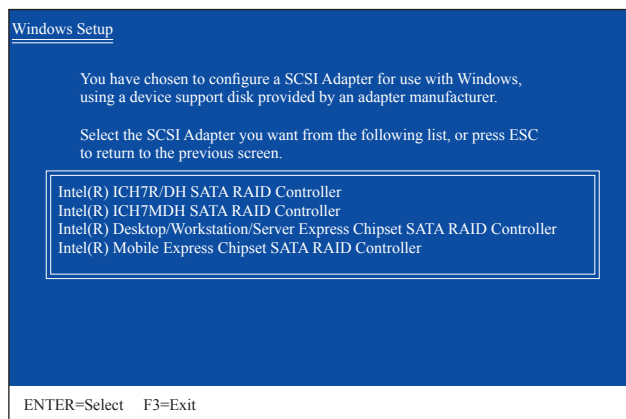 Windows Setup
You have chosen to configure a SCSI Adapter for use with Windows,
using a device support disk provided by an adapter manufacturer.
Select the SCSI Adapter you want from the following list, or press ESC
to return to the previous screen.
Intel(R) ICH7R/DH SATA RAID Controller
Intel(R) ICH7MDH SATA RAID Controller
Intel(R) Desktop/Workstation/Server Express Chipset SATA RAID Controller
Intel(R) Mobile Express Chipset SATA RAID Controller
ENTER=Select F3=Exit